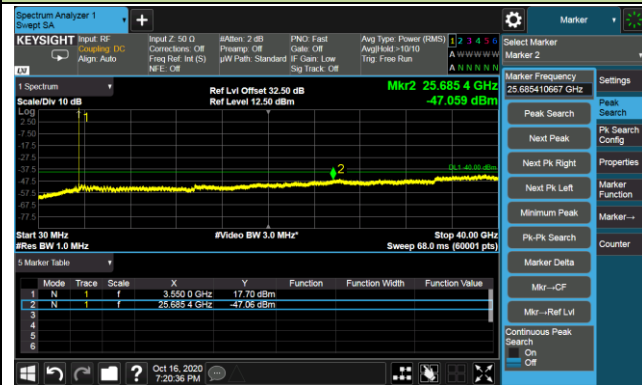 Spectrum Analyzer 1
Swept SA
+
Marker
KEYSIGHT
Input: RF
Coupling: DC
Align: Auto
Input Z: 50 Ω
Corrections: Off
Freq Ref: Int (S)
NFE: Off
#Atten: 2 dB
Preamp: Off
µW Path: Standard
PNO: Fast
Gate: Off
IF Gain: Low
Sig Track: Off
Avg Type: Power (RMS)
Avg|Hold >10/10
Trig: Free Run
1 2 3 4 5 6
A W W W W W
A N N N N N
LXI
Select Marker
Marker 2
1 Spectrum
Scale/Div 10 dB
Ref Lvl Offset 32.50 dB
Ref Level 12.50 dBm
Mkr2 25.685 4 GHz
-47.059 dBm
Log
2.50
-7.50
-17.5
-27.5
-37.5
-47.5
-57.5
-67.5
-77.5
1
2
DL1 -40.00 dBm
Start 30 MHz
#Res BW 1.0 MHz
#Video BW 3.0 MHz*
Stop 40.00 GHz
Sweep 68.0 ms (60001 pts)
5 Marker Table
Mode Trace Scale X Y Function Function Width Function Value
1 N 1 f 3.550 0 GHz 17.70 dBm
2 N 1 f 25.685 4 GHz -47.06 dBm
3
4
5
6
Marker Frequency
25.685410667 GHz
Peak Search
Next Peak
Next Pk Right
Next Pk Left
Minimum Peak
Pk-Pk Search
Marker Delta
Mkr→CF
Mkr→Ref Lvl
Continuous Peak
Search
On
Off
Settings
Peak
Search
Pk Search
Config
Properties
Marker
Function
Marker→
Counter
?
Oct 16, 2020
7:20:36 PM